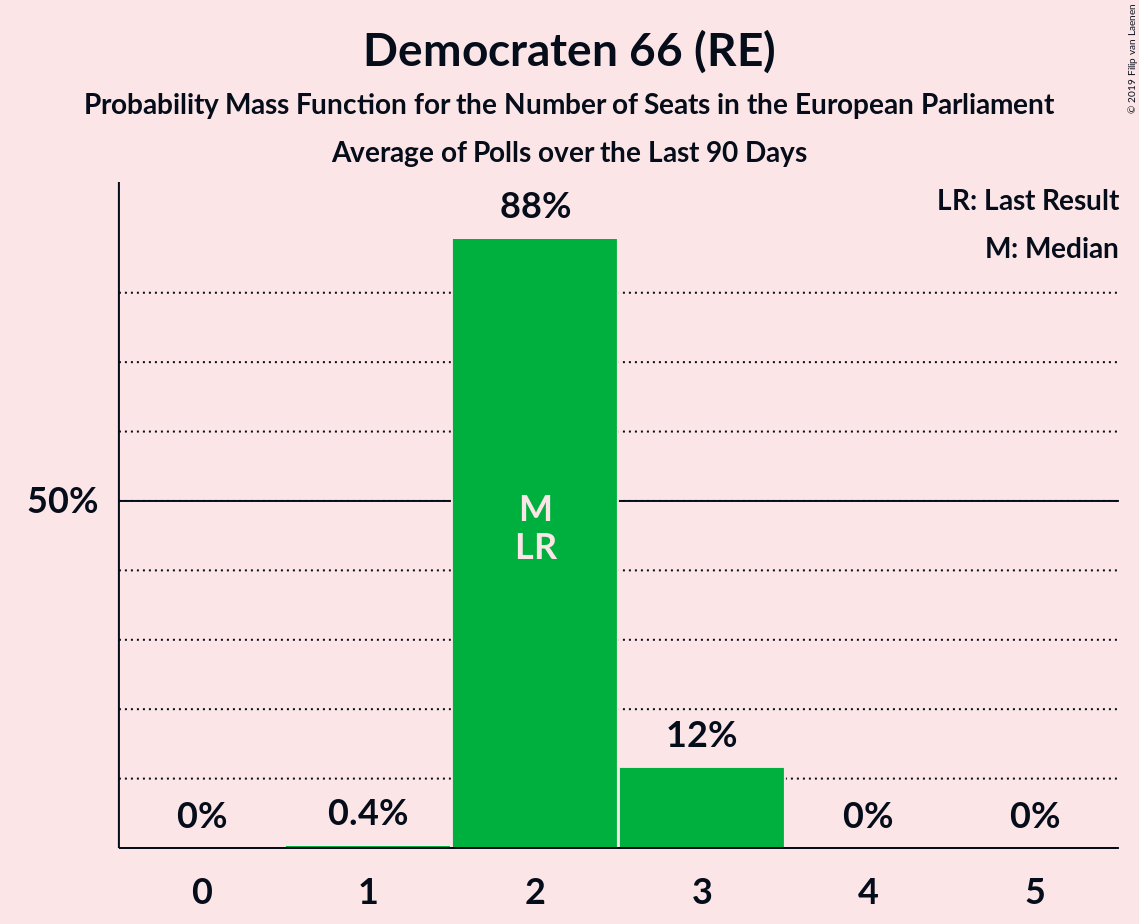 Democraten 66 (RE)
Probability Mass Function for the Number of Seats in the European Parliament
Average of Polls over the Last 90 Days
© 2019 Filip van Laenen
LR: Last Result
M: Median
88%
50%
M
LR
12%
0%
0.4%
0%
0%
0
1
2
3
4
5